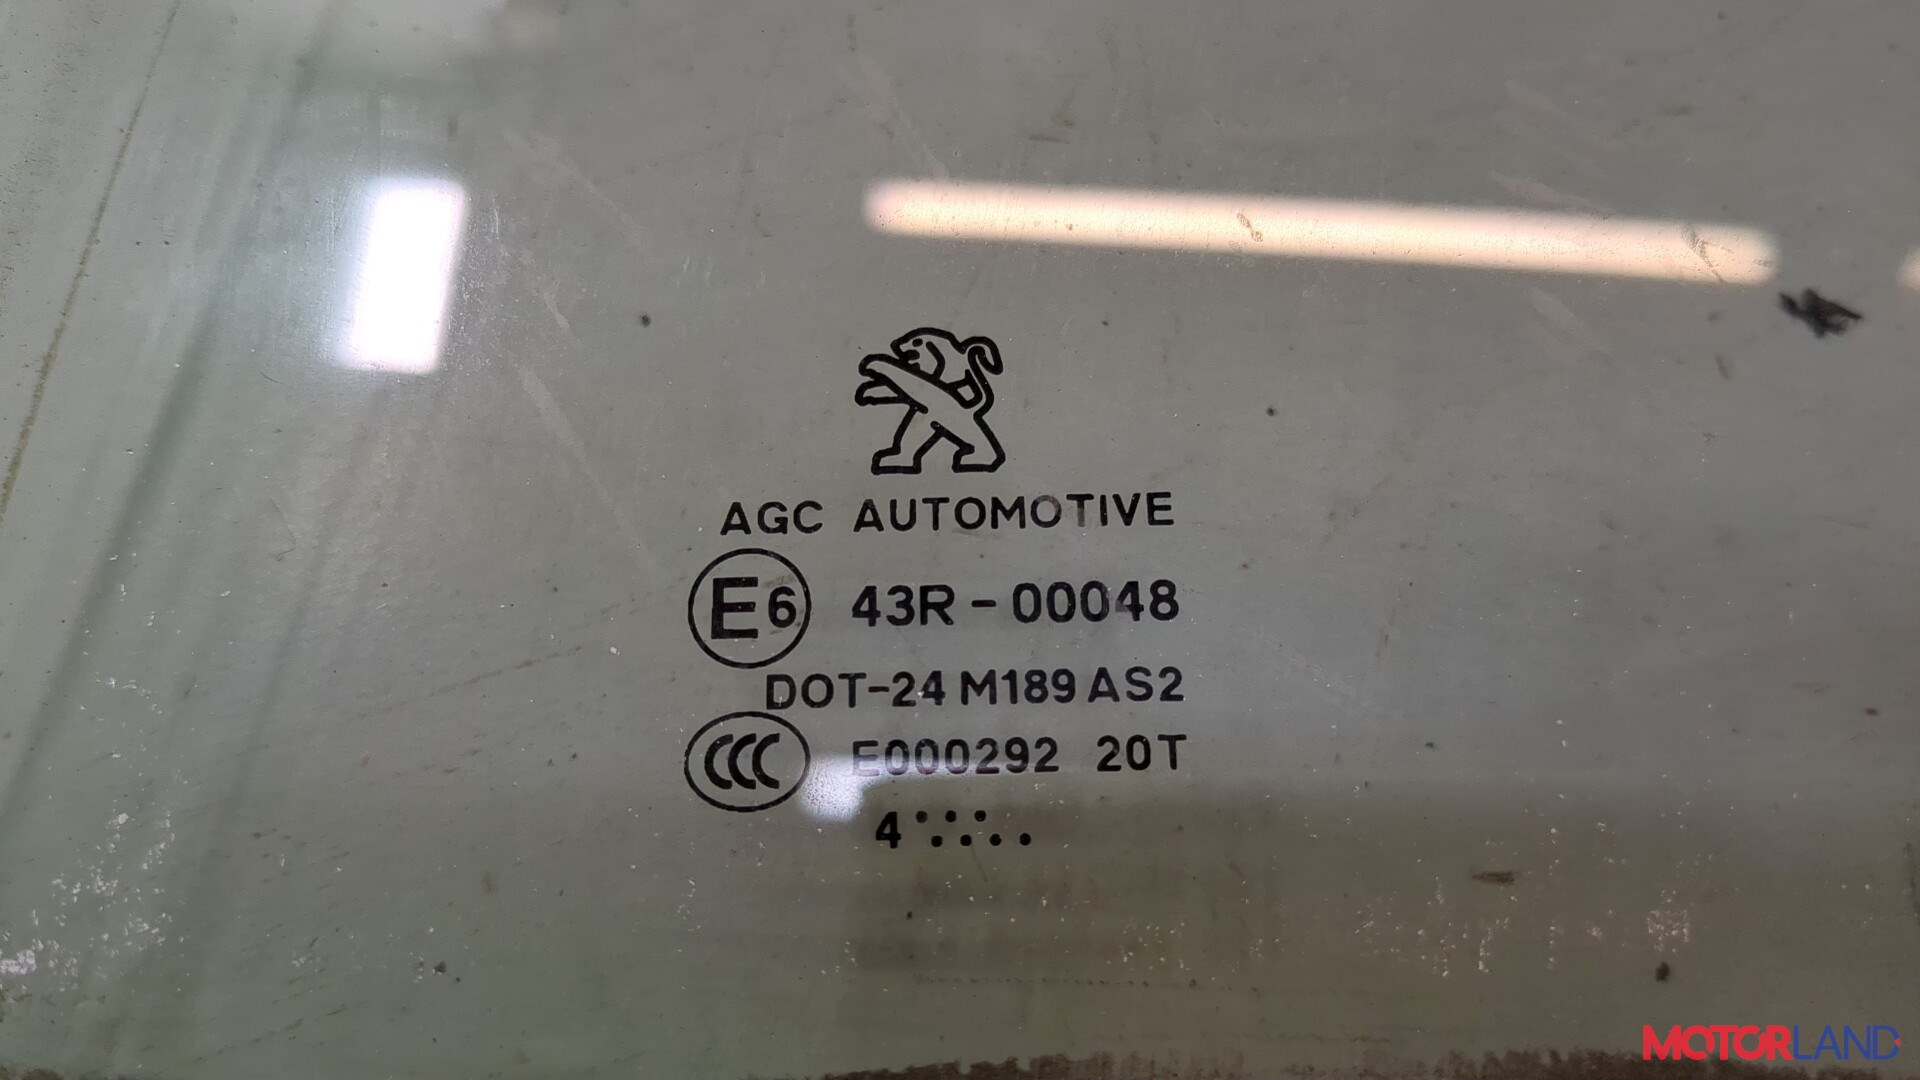 AGC AUTOMOTIVE
E6 43R-00048
DOT-24 M189 AS2
CCC E000292 20T
4
MOTORLAND